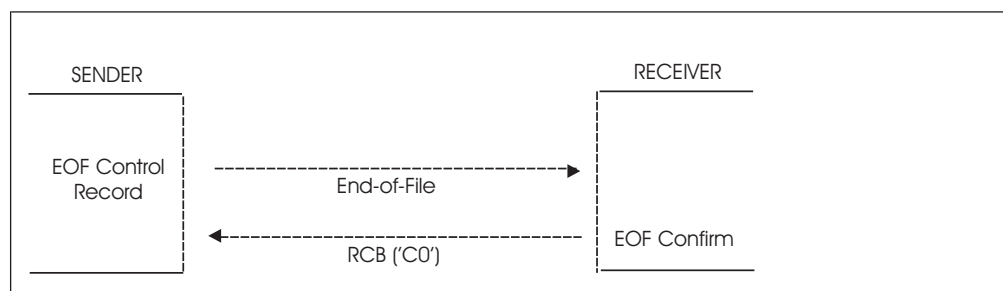 SENDER
RECEIVER
EOF Control
Record
End-of-File
RCB ('C0')
EOF Confirm